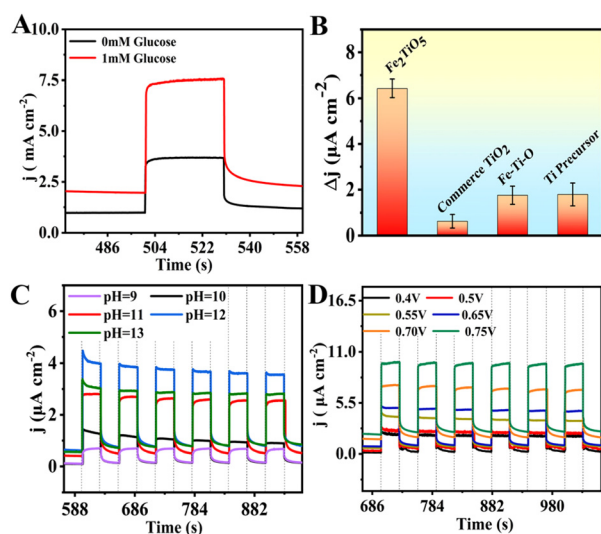 A
10.0
7.5
5.0
2.5
0.0
j ( mA cm-2)
0mM Glucose
1mM Glucose
486 504 522 540 558
Time (s)
B
8
6
4
2
0
Δj (μA cm-2)
Fe2TiO5
Commerce TiO2
Fe-Ti-O
Ti Precursor
C
6
4
2
0
j (μA cm-2)
pH=9 pH=10
pH=11 pH=12
pH=13
588 686 784 882
Time (s)
D
16.5
11.0
5.5
0.0
j ( μA cm-2)
0.4V 0.5V
0.55V 0.65V
0.70V 0.75V
686 784 882 980
Time (s)